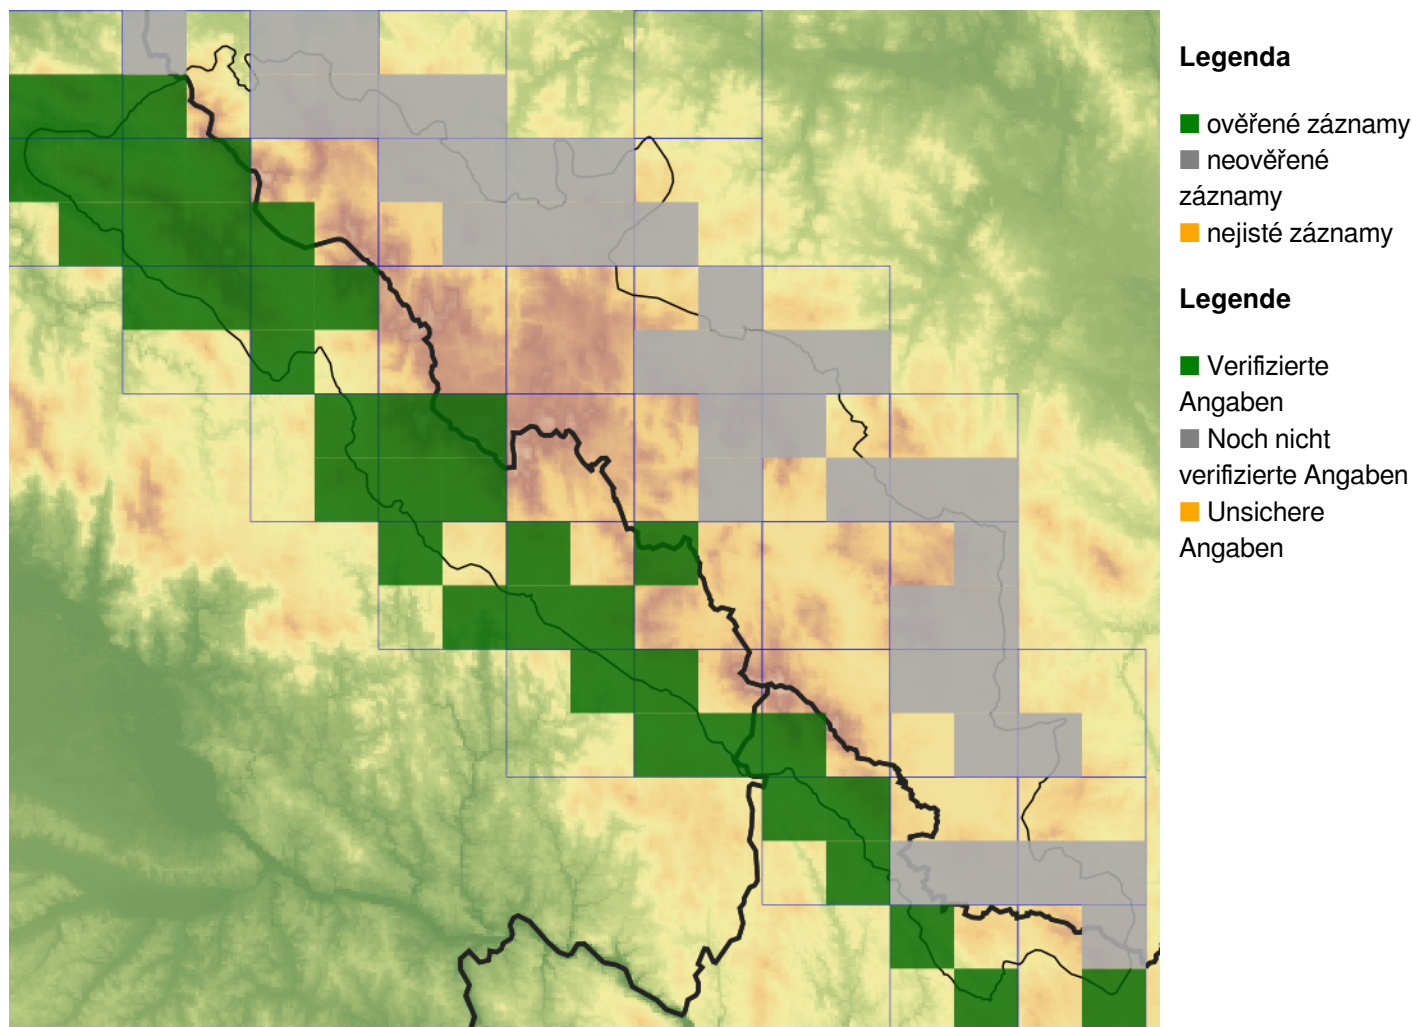 Legenda
ověřené záznamy
neověřené
záznamy
nejisté záznamy
Legende
Verifizierte
Angaben
Noch nicht
verifizierte Angaben
Unsichere
Angaben